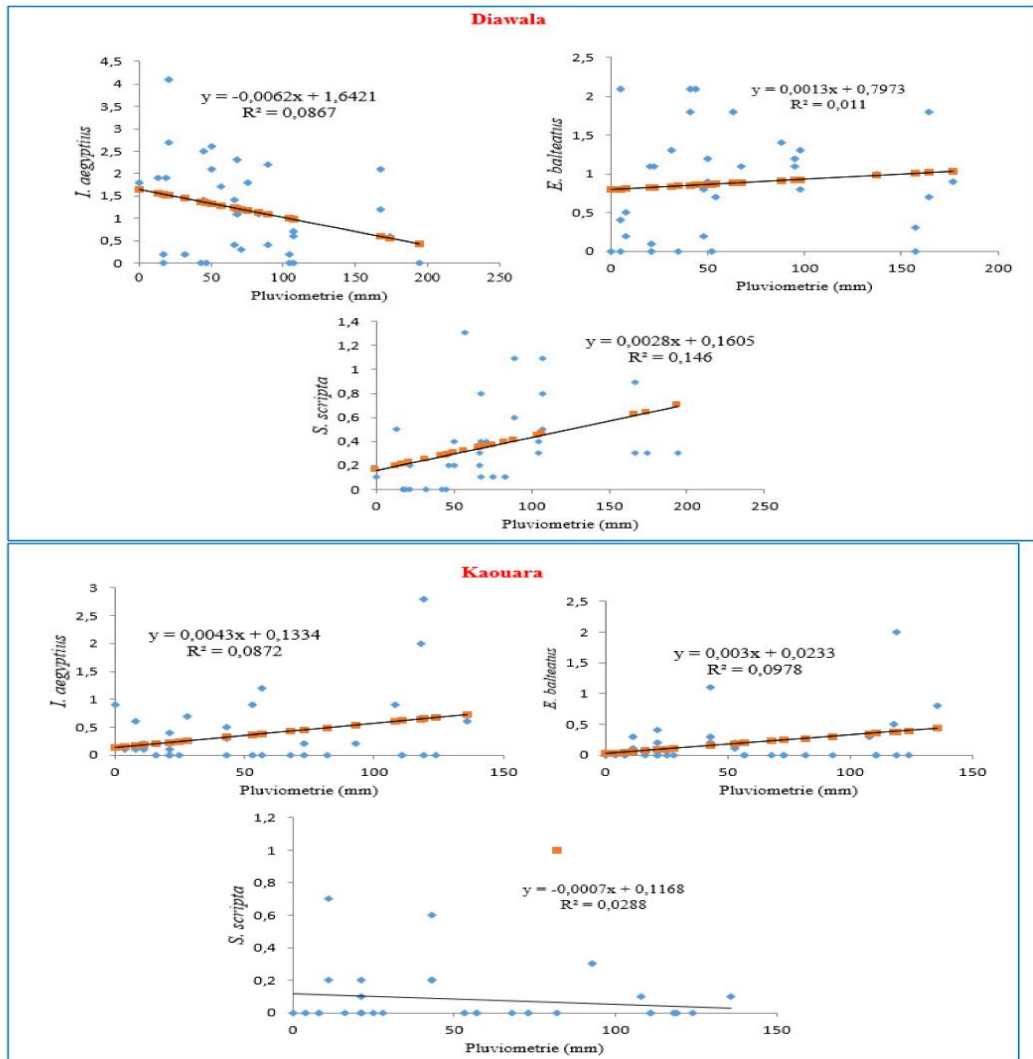 Diawala
I. aegyptius
4,5
4
3,5
3
2,5
2
1,5
1
0,5
0
y = -0,0062x + 1,6421
R² = 0,0867
0 50 100 150 200 250
Pluviometrie (mm)
E. balteatus
2,5
2
1,5
1
0,5
0
y = 0,0013x + 0,7973
R² = 0,011
0 50 100 150 200
Pluviometrie (mm)
S. scripta
1,4
1,2
1
0,8
0,6
0,4
0,2
0
y = 0,0028x + 0,1605
R² = 0,146
0 50 100 150 200 250
Pluviometrie (mm)
Kaouara
I. aegyptius
3
2,5
2
1,5
1
0,5
0
y = 0,0043x + 0,1334
R² = 0,0872
0 50 100 150
Pluviometrie (mm)
E. balteatus
2,5
2
1,5
1
0,5
0
y = 0,003x + 0,0233
R² = 0,0978
0 50 100 150
Pluviometrie (mm)
S. scripta
1,2
1
0,8
0,6
0,4
0,2
0
y = -0,0007x + 0,1168
R² = 0,0288
0 50 100 150
Pluviometrie (mm)